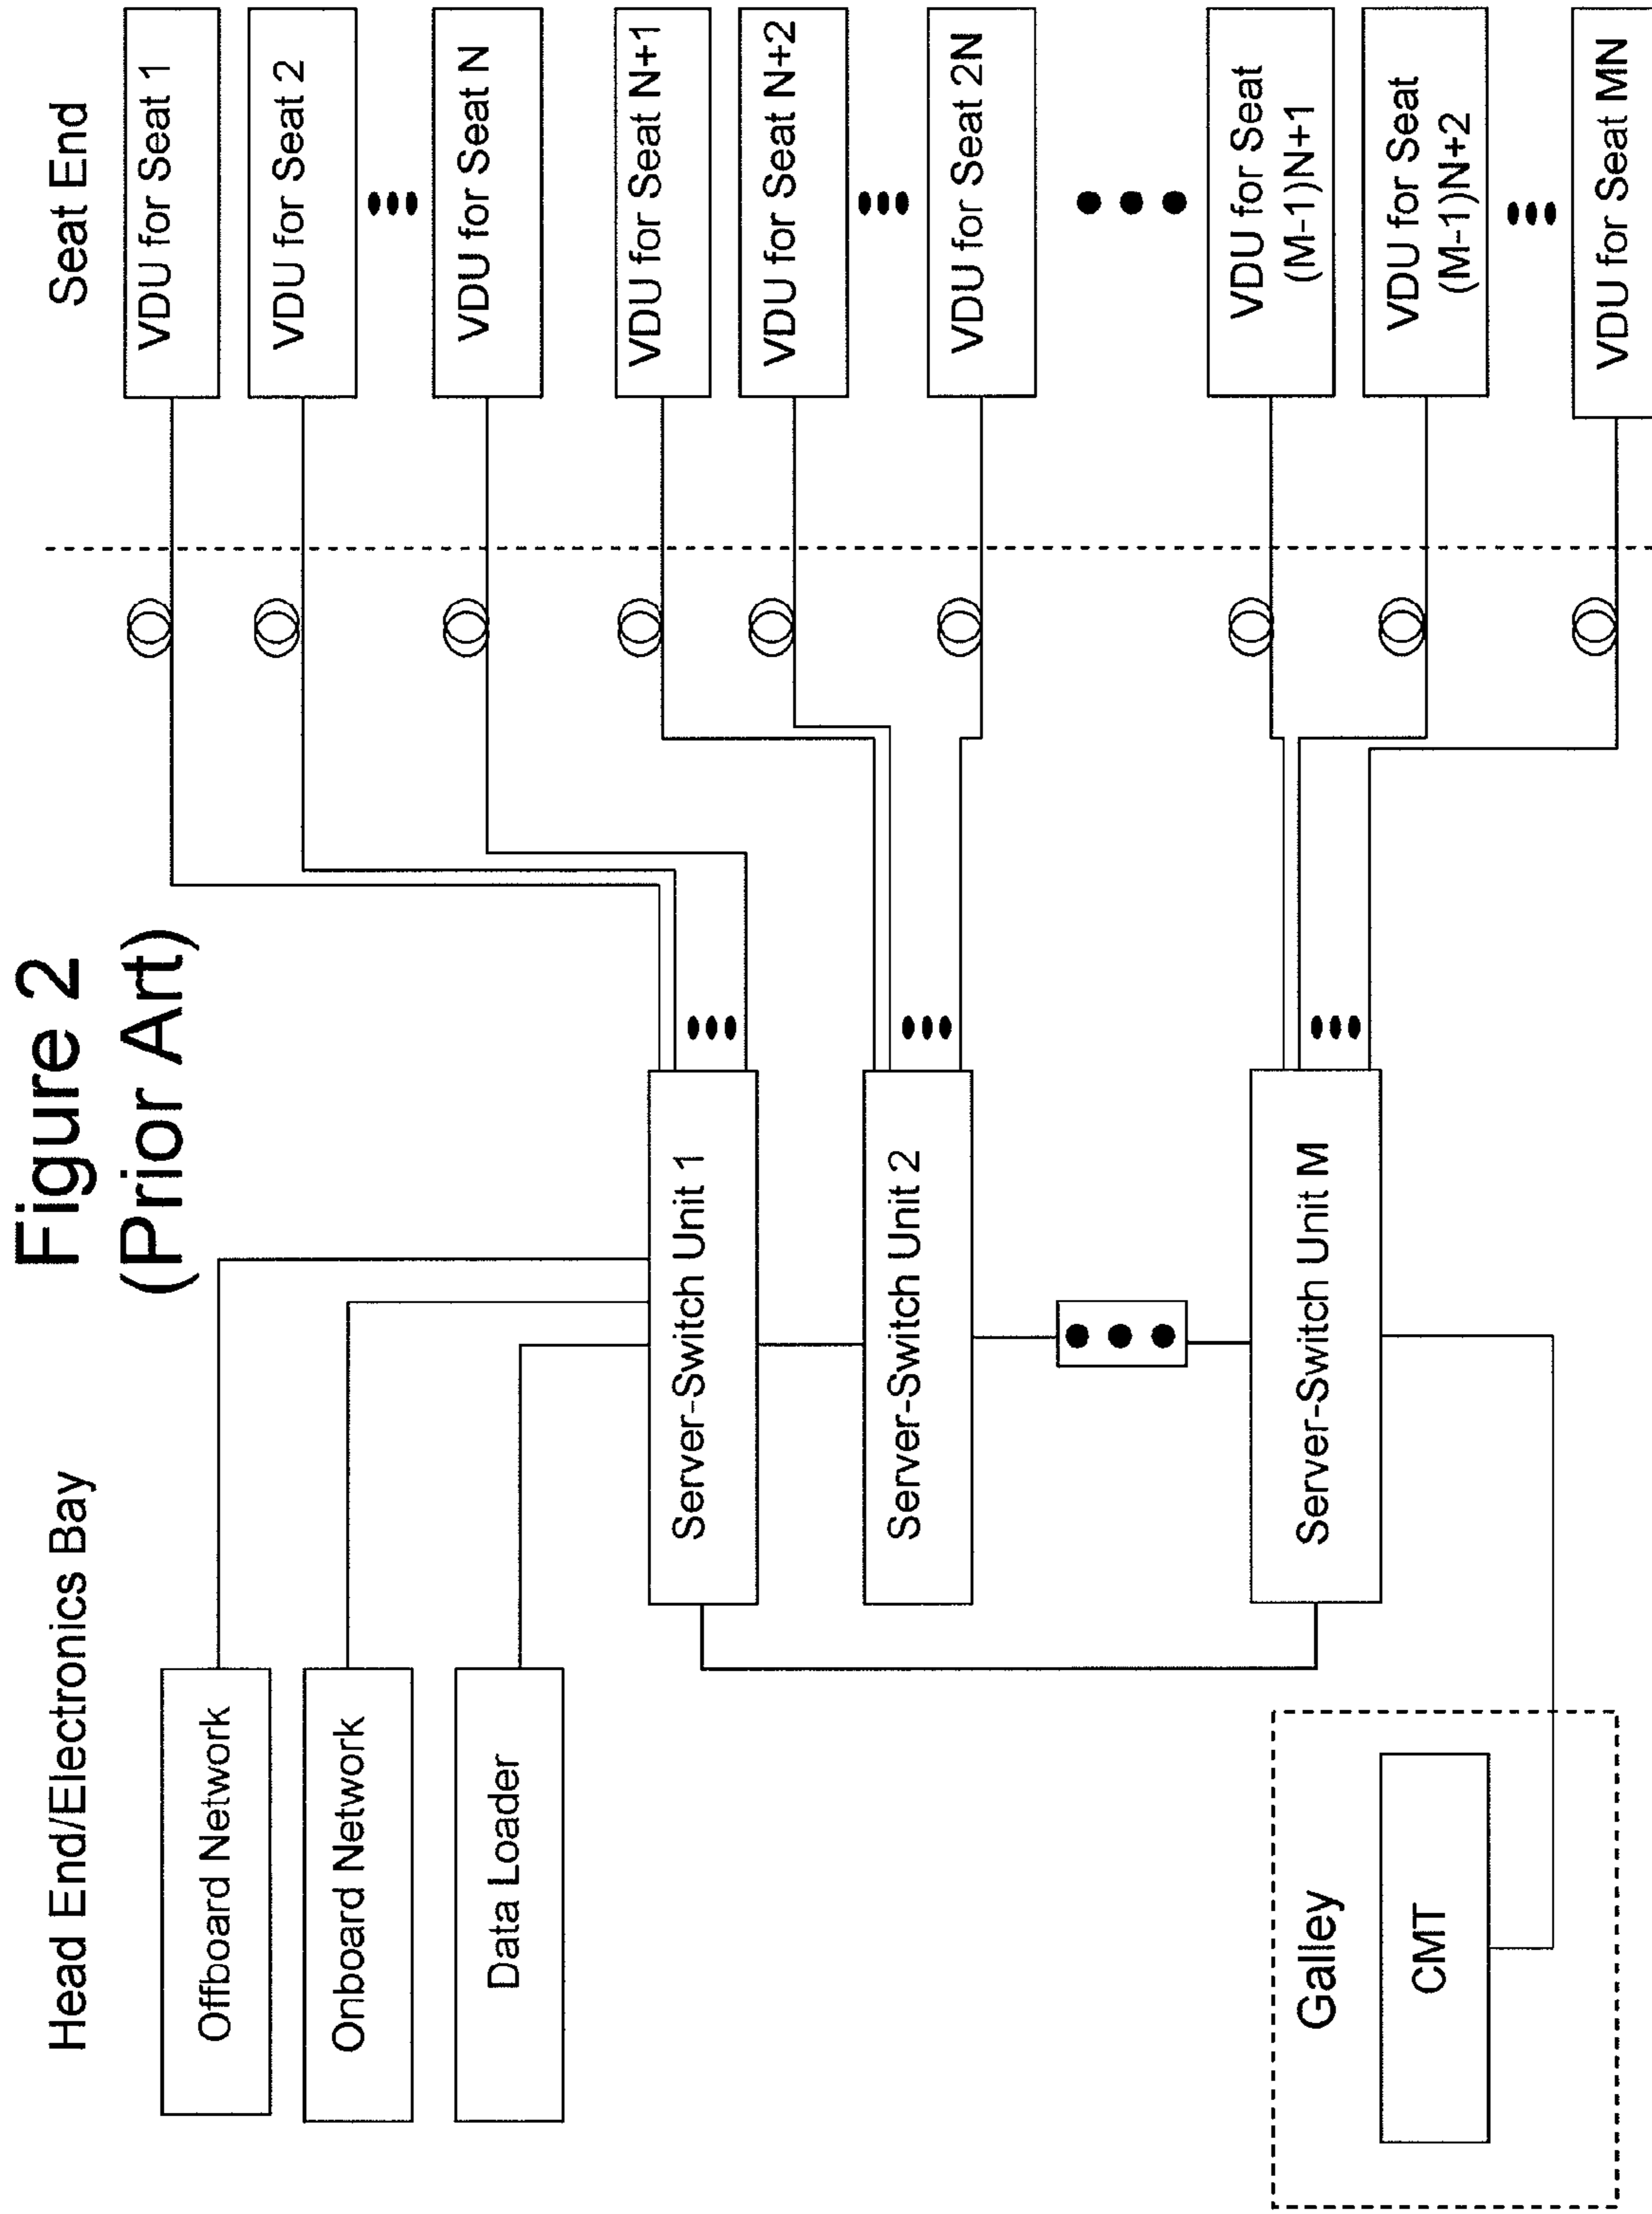 Figure 2
(Prior Art)
Head End/Electronics Bay
Seat End
Offboard Network
Onboard Network
Data Loader
Server-Switch Unit 1
Server-Switch Unit 2
Server-Switch Unit M
Galley
CMT
VDU for Seat 1
VDU for Seat 2
VDU for Seat N
VDU for Seat N+1
VDU for Seat N+2
VDU for Seat 2N
VDU for Seat
(M-1)N+1
VDU for Seat
(M-1)N+2
VDU for Seat MN